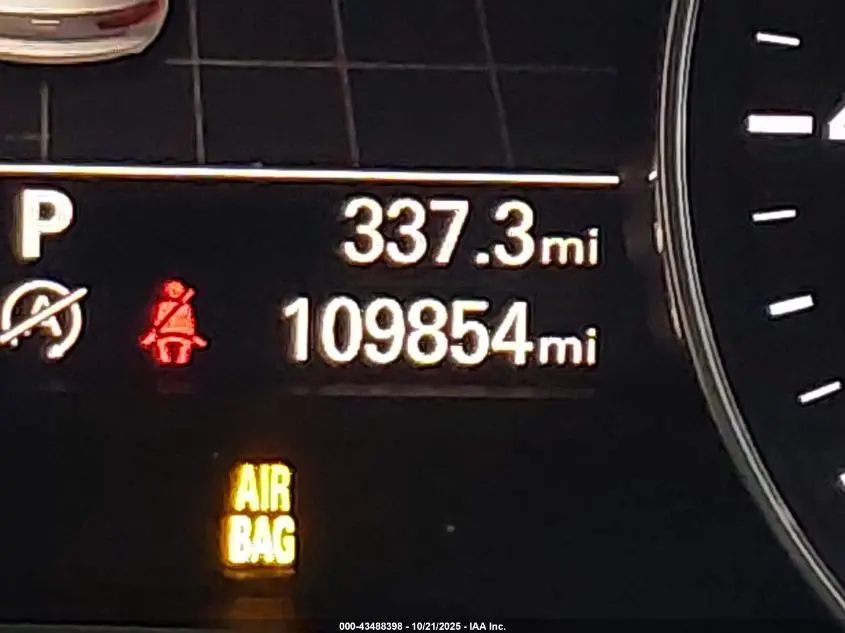 P 337.3mi
A 109854mi
AIR
BAG
000-43488398 - 10/21/2025 - IAA Inc.